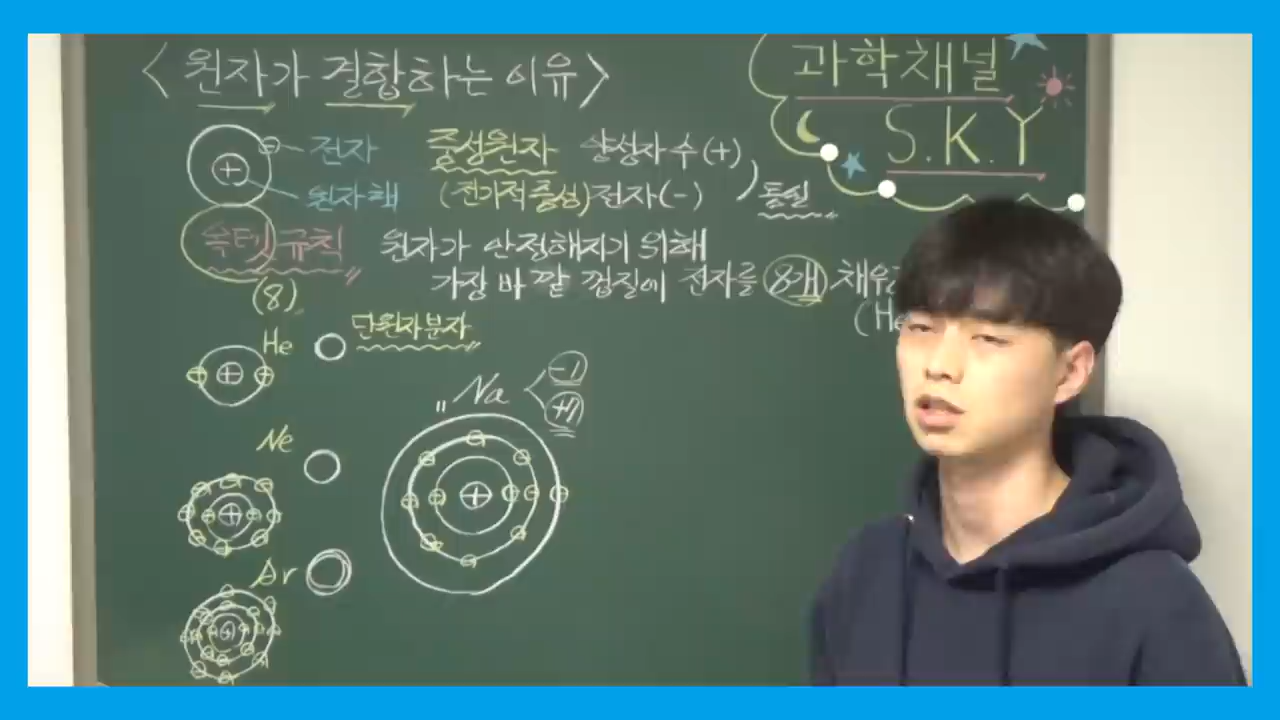 <원자가 결합하는 이유>
과학채널
S.K.Y
전자
원자핵
중성원자 양성자 수(+)
(전기적중성) 전자(-)
동일
옥텟규칙
(8)
원자가 안정해지기 위해
가장 바깥 껍질에 전자를 8개 채우
(He
He
단원자분자
+
Na
-1
+7
Ne
+
+
Ar
+